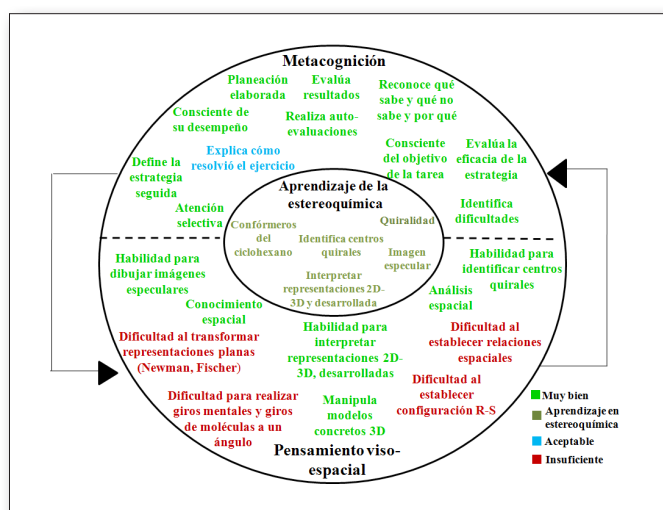 Metacognición
Planeación
elaborada
Evalúa
resultados
Reconoce qué
sabe y qué no
sabe y por qué
Consciente de
su desempeño
Realiza auto-
evaluaciones
Explica cómo
resolvió el ejercicio
Consciente
del objetivo
de la tarea
Evalúa la
eficacia de la
estrategia
Define la
estrategia
seguida
Atención
selectiva
Identifica
dificultades
Aprendizaje de la
estereoquímica
Quiralidad
Confórmeros
del
ciclohexano
Identifica centros
quirales
Imagen
especular
Interpretar
representaciones 2D-
3D y desarrollada
Habilidad para
dibujar imágenes
especulares
Habilidad para
identificar centros
quirales
Conocimiento
espacial
Análisis
espacial
Dificultad al transformar
representaciones planas
(Newman, Fischer)
Habilidad para
interpretar
representaciones 2D-
3D, desarrolladas
Dificultad al
establecer relaciones
espaciales
Dificultad para realizar
giros mentales y giros
de moléculas a un
ángulo
Manipula
modelos
concretos 3D
Dificultad al
establecer
configuración R-S
Pensamiento viso-
espacial
Muy bien
Aprendizaje en
estereoquímica
Aceptable
Insuficiente